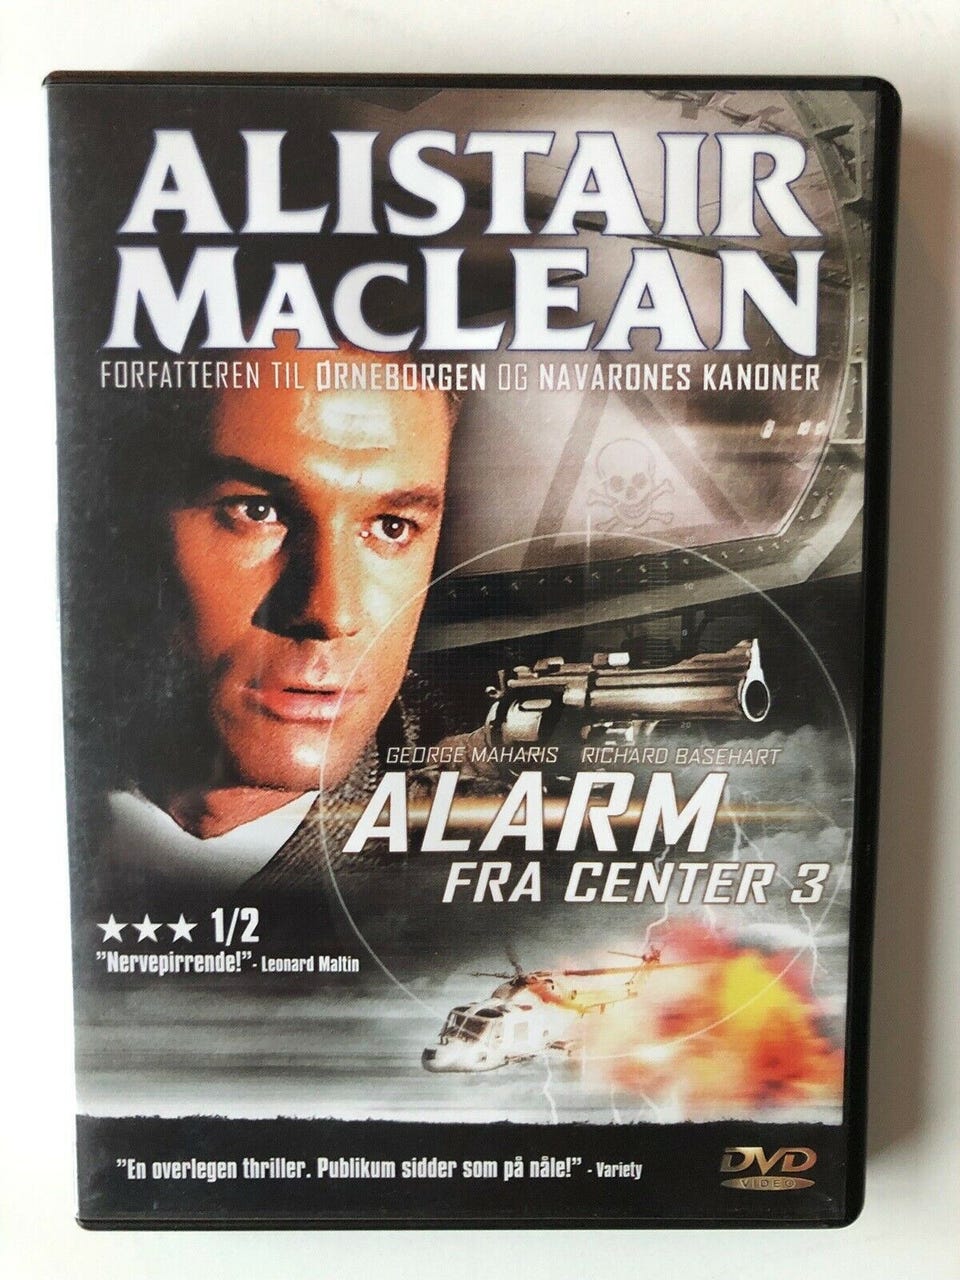 ALISTAIR
MACLEAN
FORFATTEREN TIL ØRNEBORGEN OG NAVARONES KANONER
GEORGE MAHARIS RICHARD BASEHART
ALARM
FRA CENTER 3
★★★ 1/2
"Nervepirrende!" - Leonard Maltin
"En overlegen thriller. Publikum sidder som på nåle!" - Variety
DVD
VIDEO